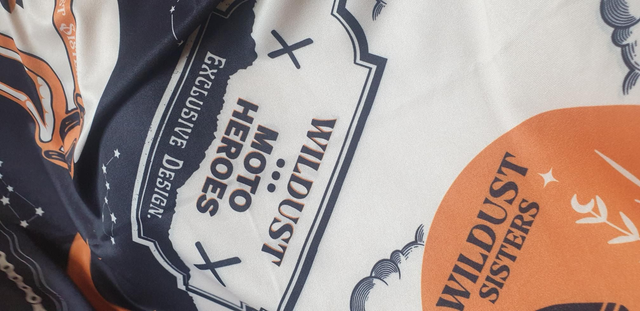 WILDUST
MOTO
HEROES
EXCLUSIVE DESIGN
WILDUST
SISTERS